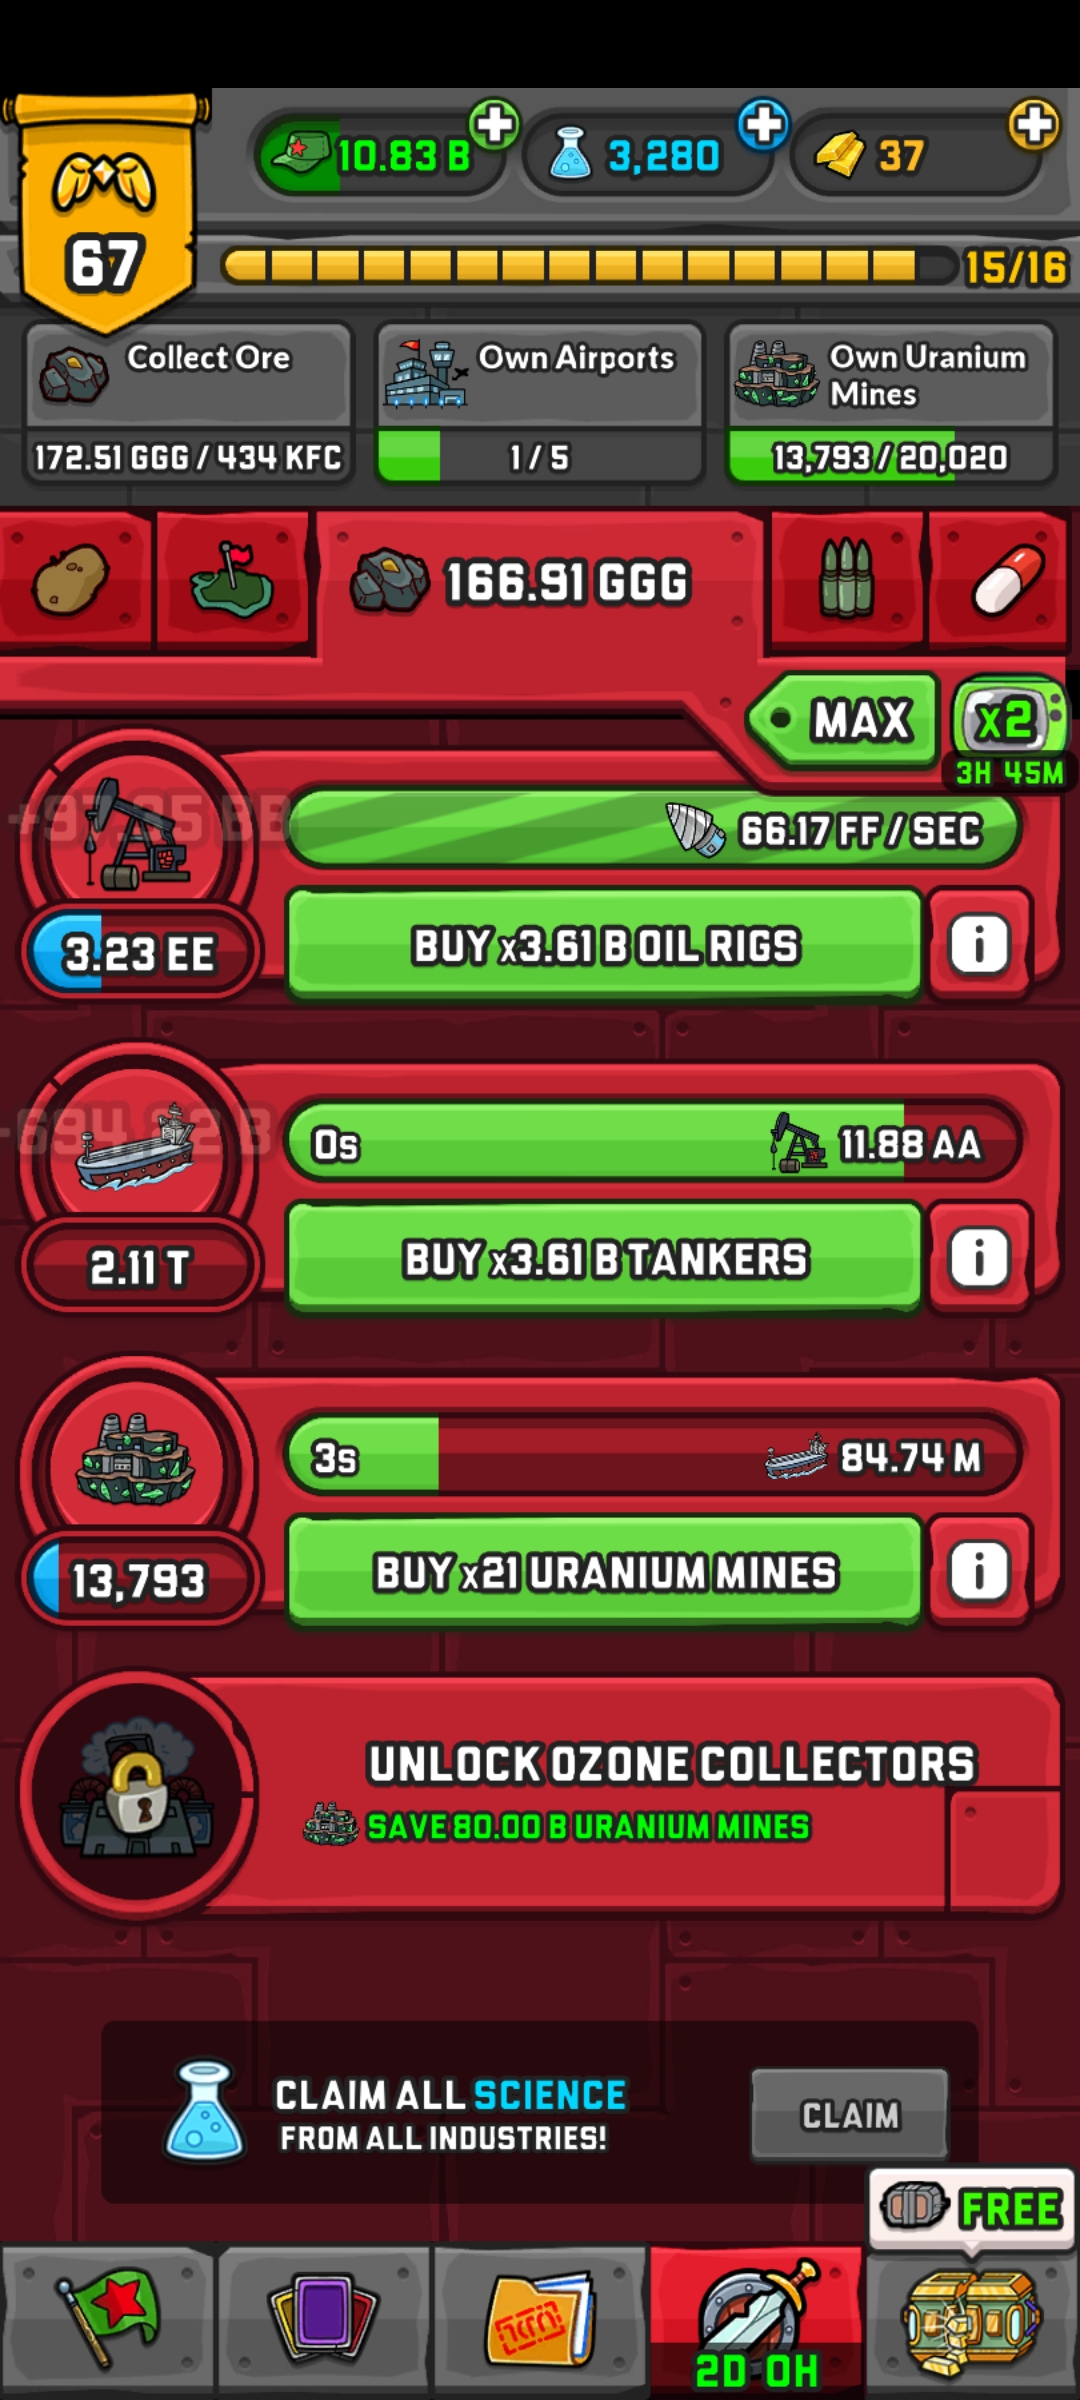 10.83 B
3,280
37
67
15/16
Collect Ore
172.51 GGG / 434 KFC
Own Airports
1 / 5
Own Uranium
Mines
13,793 / 20,020
166.91 GGG
MAX
x2
3H 45M
66.17 FF / SEC
3.23 EE
BUY x3.61 B OIL RIGS
i
0s
11.88 AA
2.11 T
BUY x3.61 B TANKERS
i
3s
84.74 M
13,793
BUY x21 URANIUM MINES
i
UNLOCK OZONE COLLECTORS
SAVE 80.00 B URANIUM MINES
CLAIM ALL SCIENCE
FROM ALL INDUSTRIES!
CLAIM
FREE
2D 0H